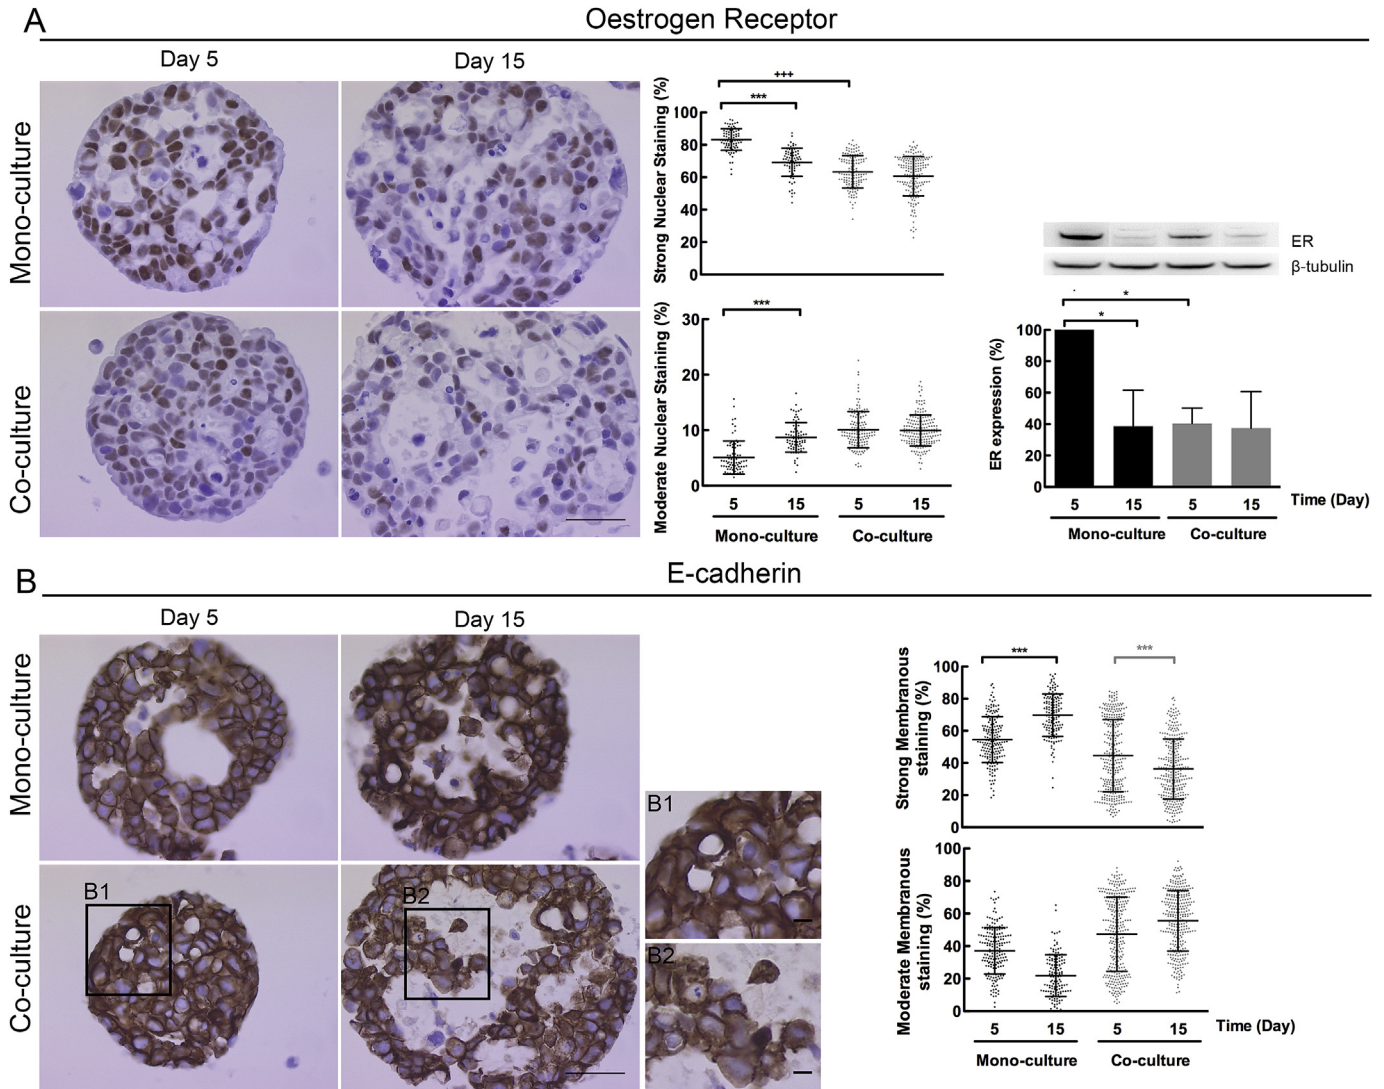 A
Oestrogen Receptor
Day 5
Day 15
Mono-culture
Co-culture
+++
***
Strong Nuclear Staining (%)
100
80
60
40
20
0
***
Moderate Nuclear Staining (%)
30
20
10
0
5 15 5 15
Mono-culture Co-culture
ER
β-tubulin
*
*
ER expression (%)
100
80
60
40
20
0
5 15 5 15 Time (Day)
Mono-culture Co-culture
B
E-cadherin
Day 5
Day 15
Mono-culture
Co-culture
B1
B2
B1
B2
*** ***
Strong Membranous
staining (%)
100
80
60
40
20
0
Moderate Membranous
staining (%)
100
80
60
40
20
0
5 15 5 15 Time (Day)
Mono-culture Co-culture